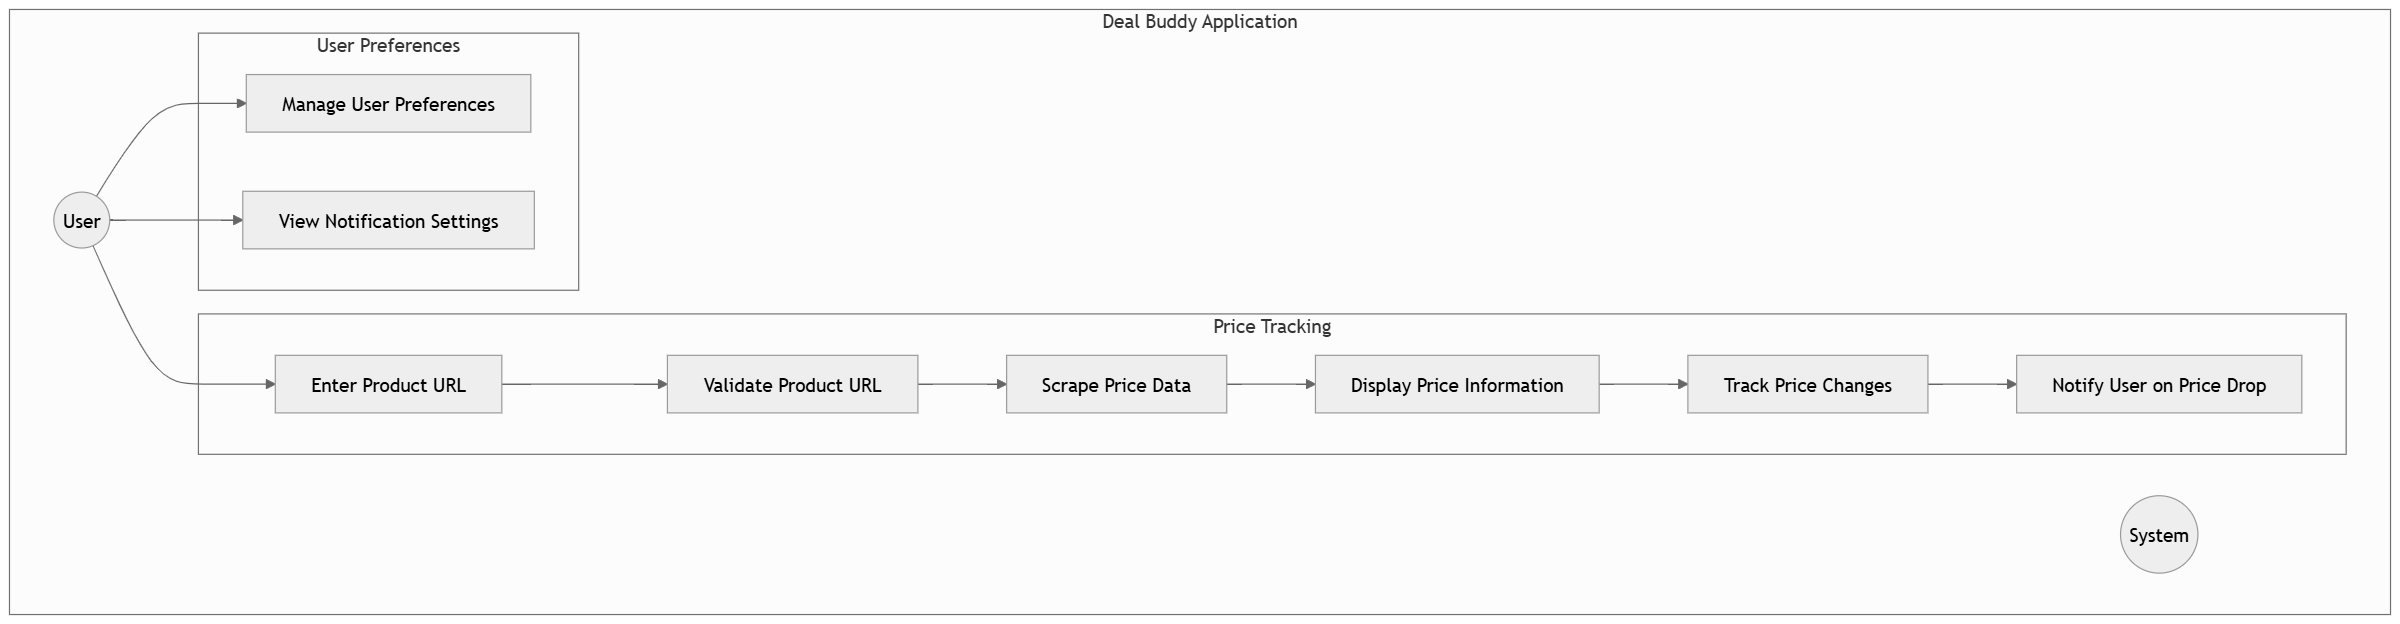 Deal Buddy Application
User Preferences
Manage User Preferences
User
View Notification Settings
Price Tracking
Enter Product URL
Validate Product URL
Scrape Price Data
Display Price Information
Track Price Changes
Notify User on Price Drop
System